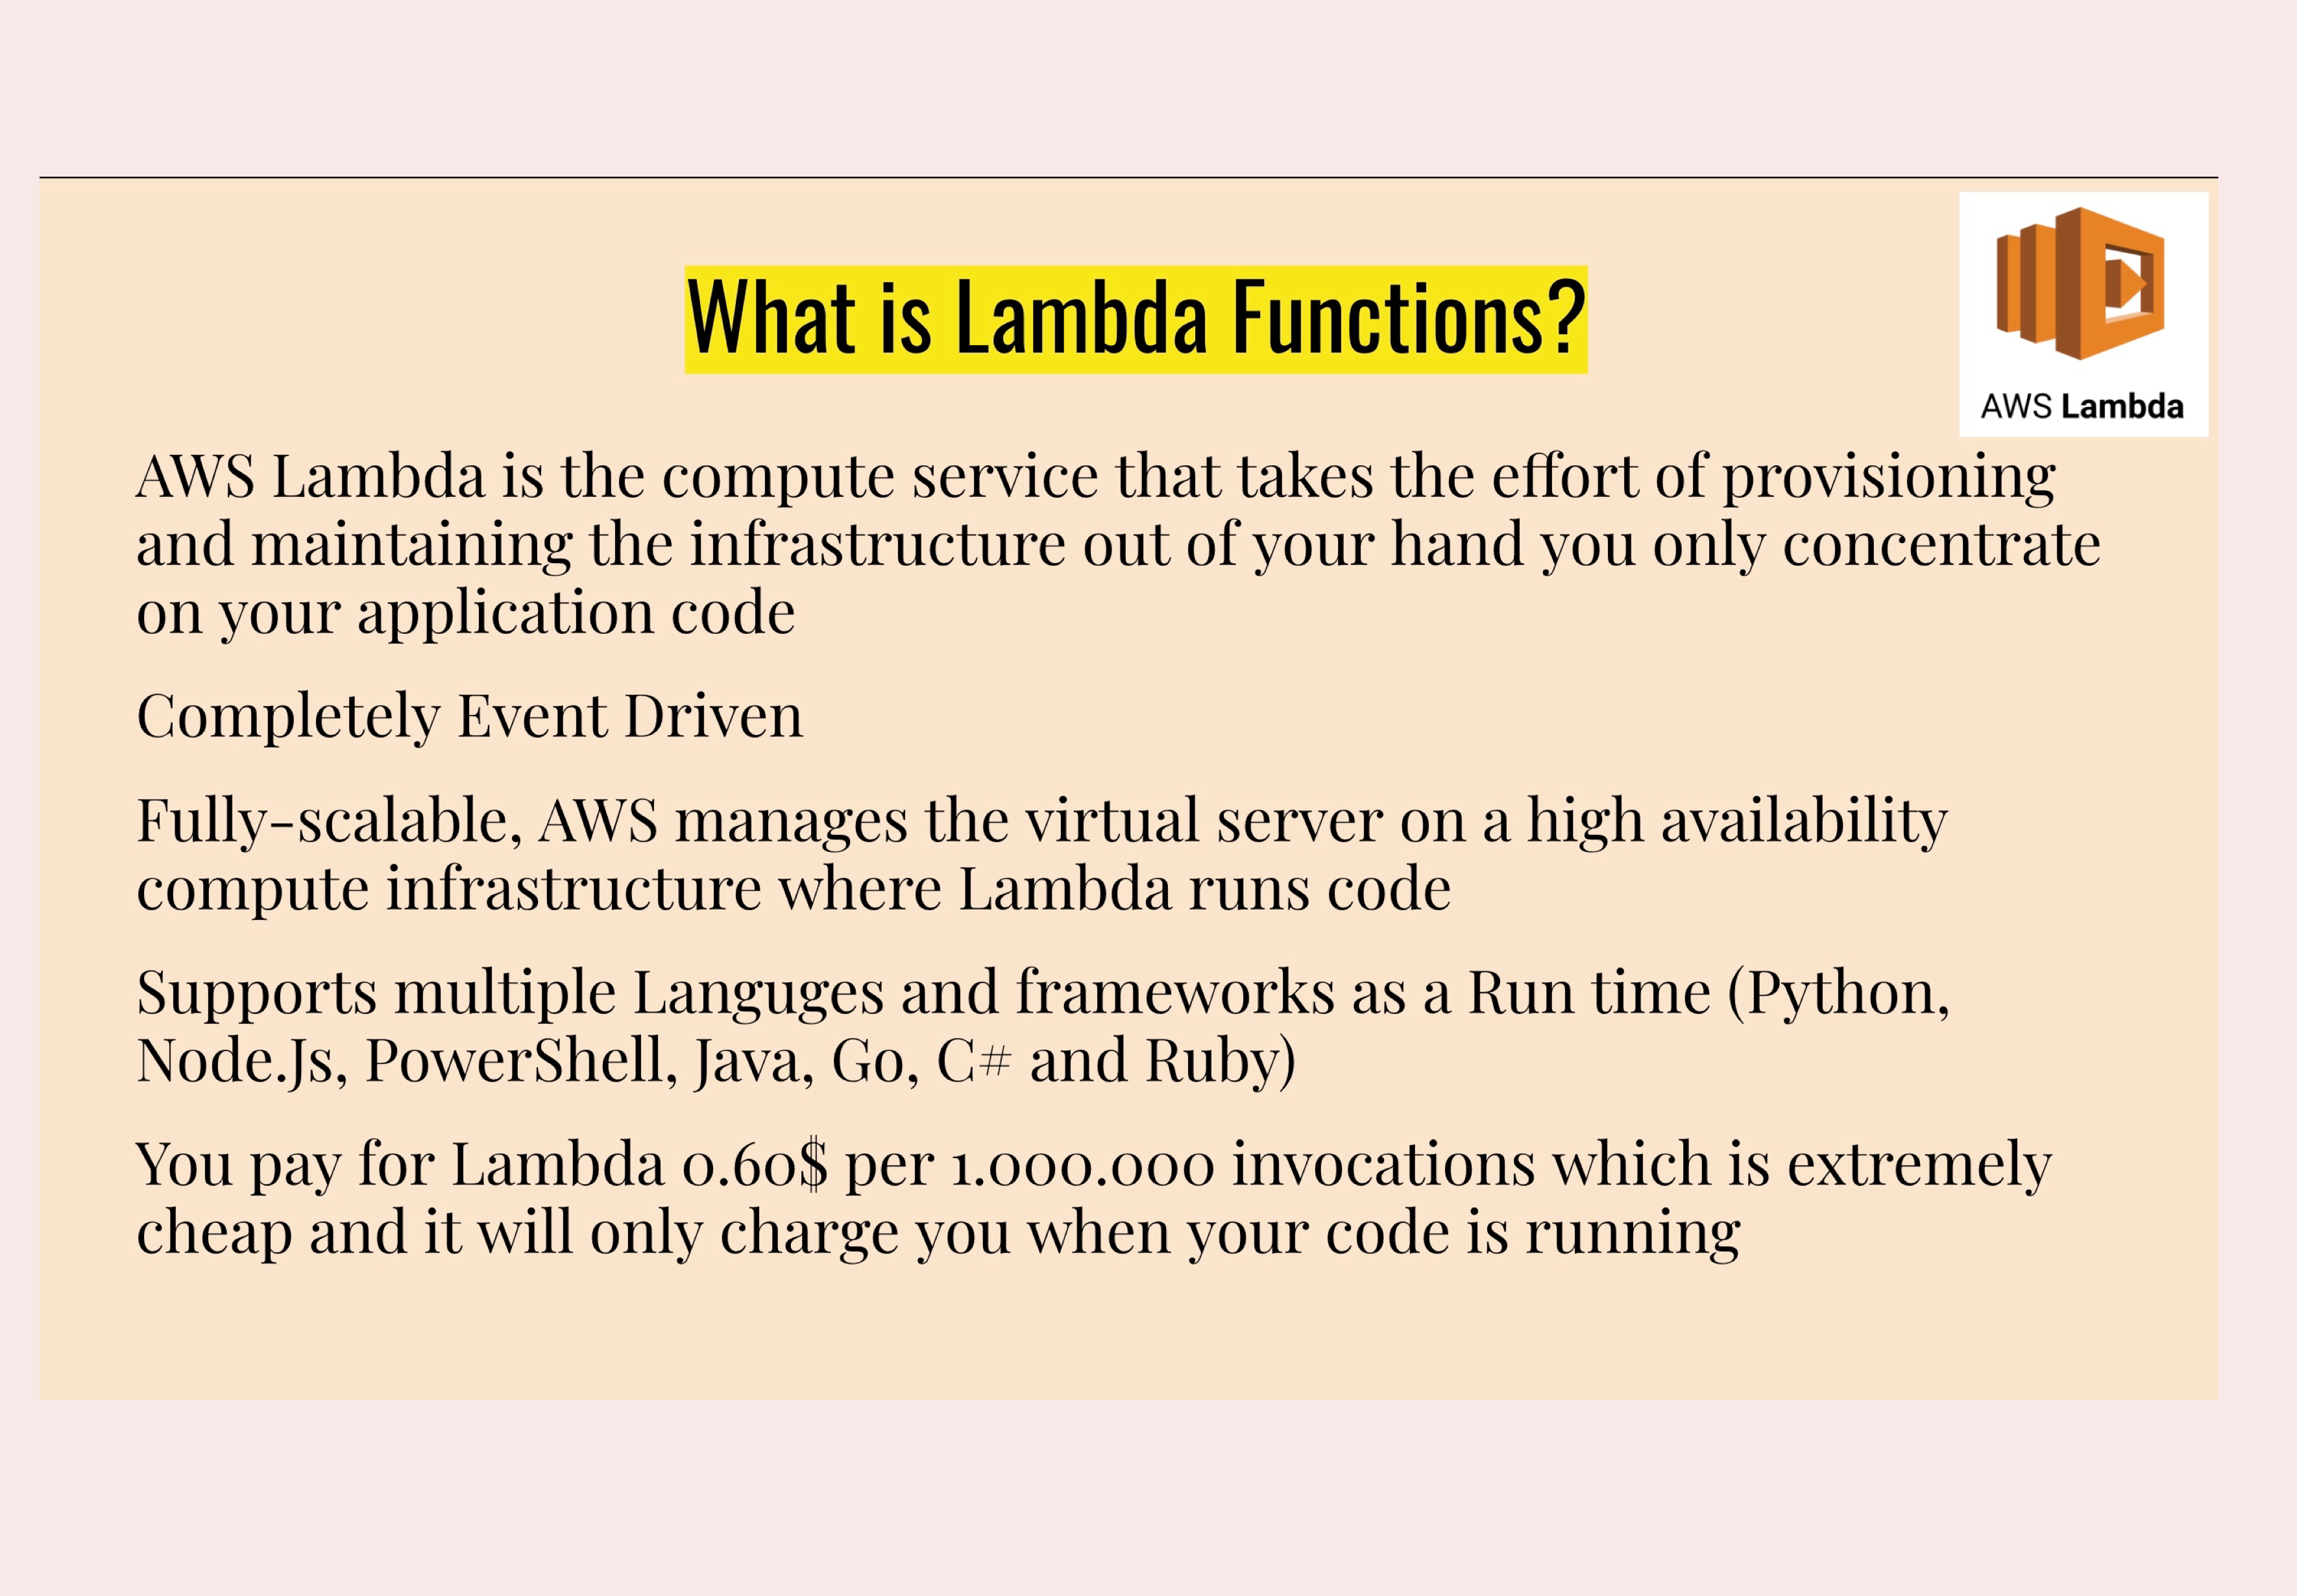 What is Lambda Functions?
AWS Lambda
AWS Lambda is the compute service that takes the effort of provisioning
and maintaining the infrastructure out of your hand you only concentrate
on your application code
Completely Event Driven
Fully-scalable, AWS manages the virtual server on a high availability
compute infrastructure where Lambda runs code
Supports multiple Languges and frameworks as a Run time (Python,
Node.Js, PowerShell, Java, Go, C# and Ruby)
You pay for Lambda 0.60$ per 1.000.000 invocations which is extremely
cheap and it will only charge you when your code is running